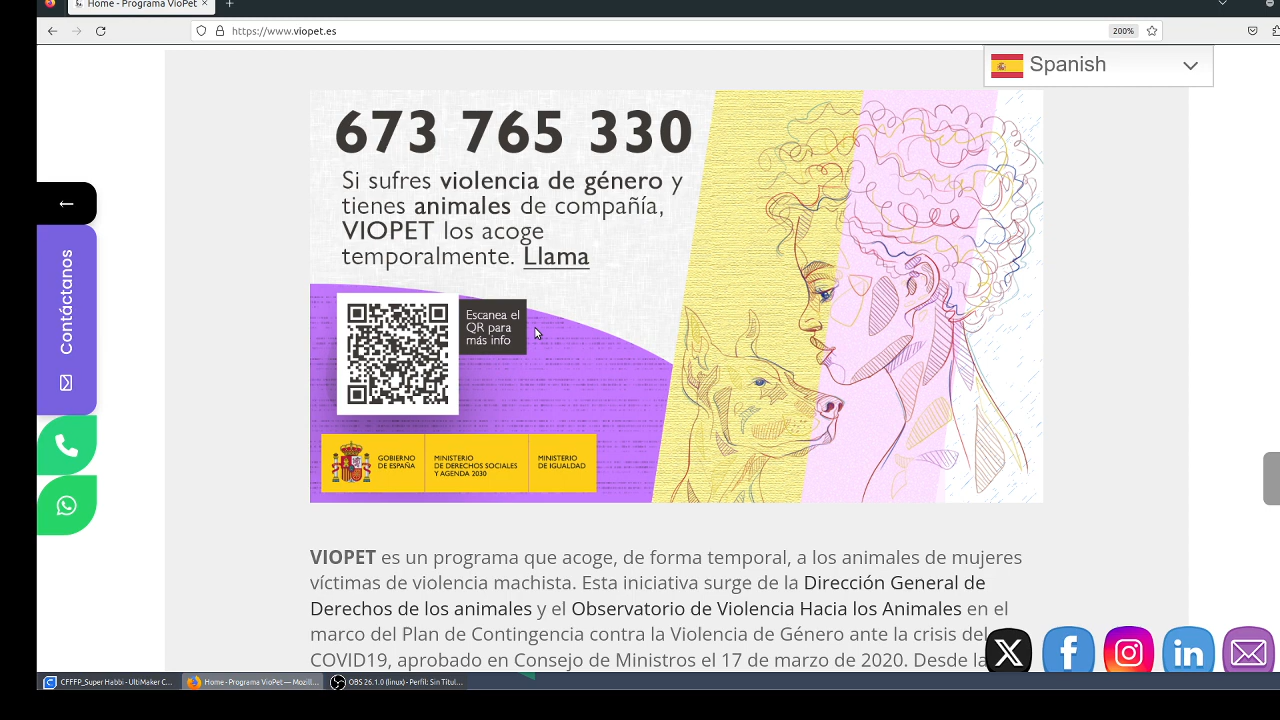 Home - Programa VioPet
https://www.viopet.es
200%
Spanish
673 765 330
Si sufres violencia de género y
tienes animales de compañía,
VIOPET los acoge
temporalmente. Llama
Escanea el
QR para
más info
Contáctanos
GOBIERNO
DE ESPAÑA
MINISTERIO
DE DERECHOS SOCIALES
Y AGENDA 2030
MINISTERIO
DE IGUALDAD
VIOPET es un programa que acoge, de forma temporal, a los animales de mujeres
víctimas de violencia machista. Esta iniciativa surge de la Dirección General de
Derechos de los animales y el Observatorio de Violencia Hacia los Animales en el
marco del Plan de Contingencia contra la Violencia de Género ante la crisis del
COVID19, aprobado en Consejo de Ministros el 17 de marzo de 2020. Desde la
CFFFP_Super Habbi - UltiMaker C...
Home - Programa VioPet — Mozill...
OBS 26.1.0 (linux) - Perfil: Sin Títul...